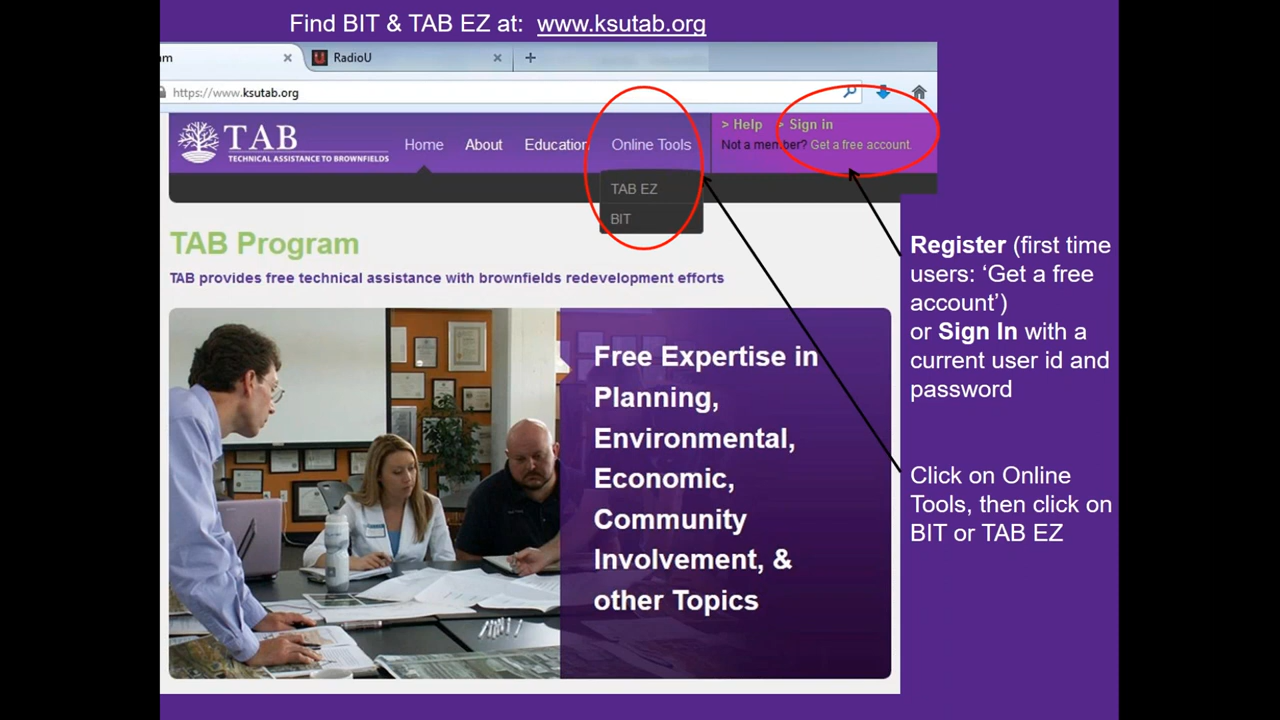 Find BIT & TAB EZ at: www.ksutab.org
am
RadioU
https://www.ksutab.org
TAB
TECHNICAL ASSISTANCE TO BROWNFIELDS
Home About Education Online Tools
> Help > Sign in
Not a member? Get a free account.
TAB EZ
BIT
TAB Program
TAB provides free technical assistance with brownfields redevelopment efforts
Free Expertise in
Planning,
Environmental,
Economic,
Community
Involvement, &
other Topics
Register (first time
users: ‘Get a free
account’)
or Sign In with a
current user id and
password
Click on Online
Tools, then click on
BIT or TAB EZ